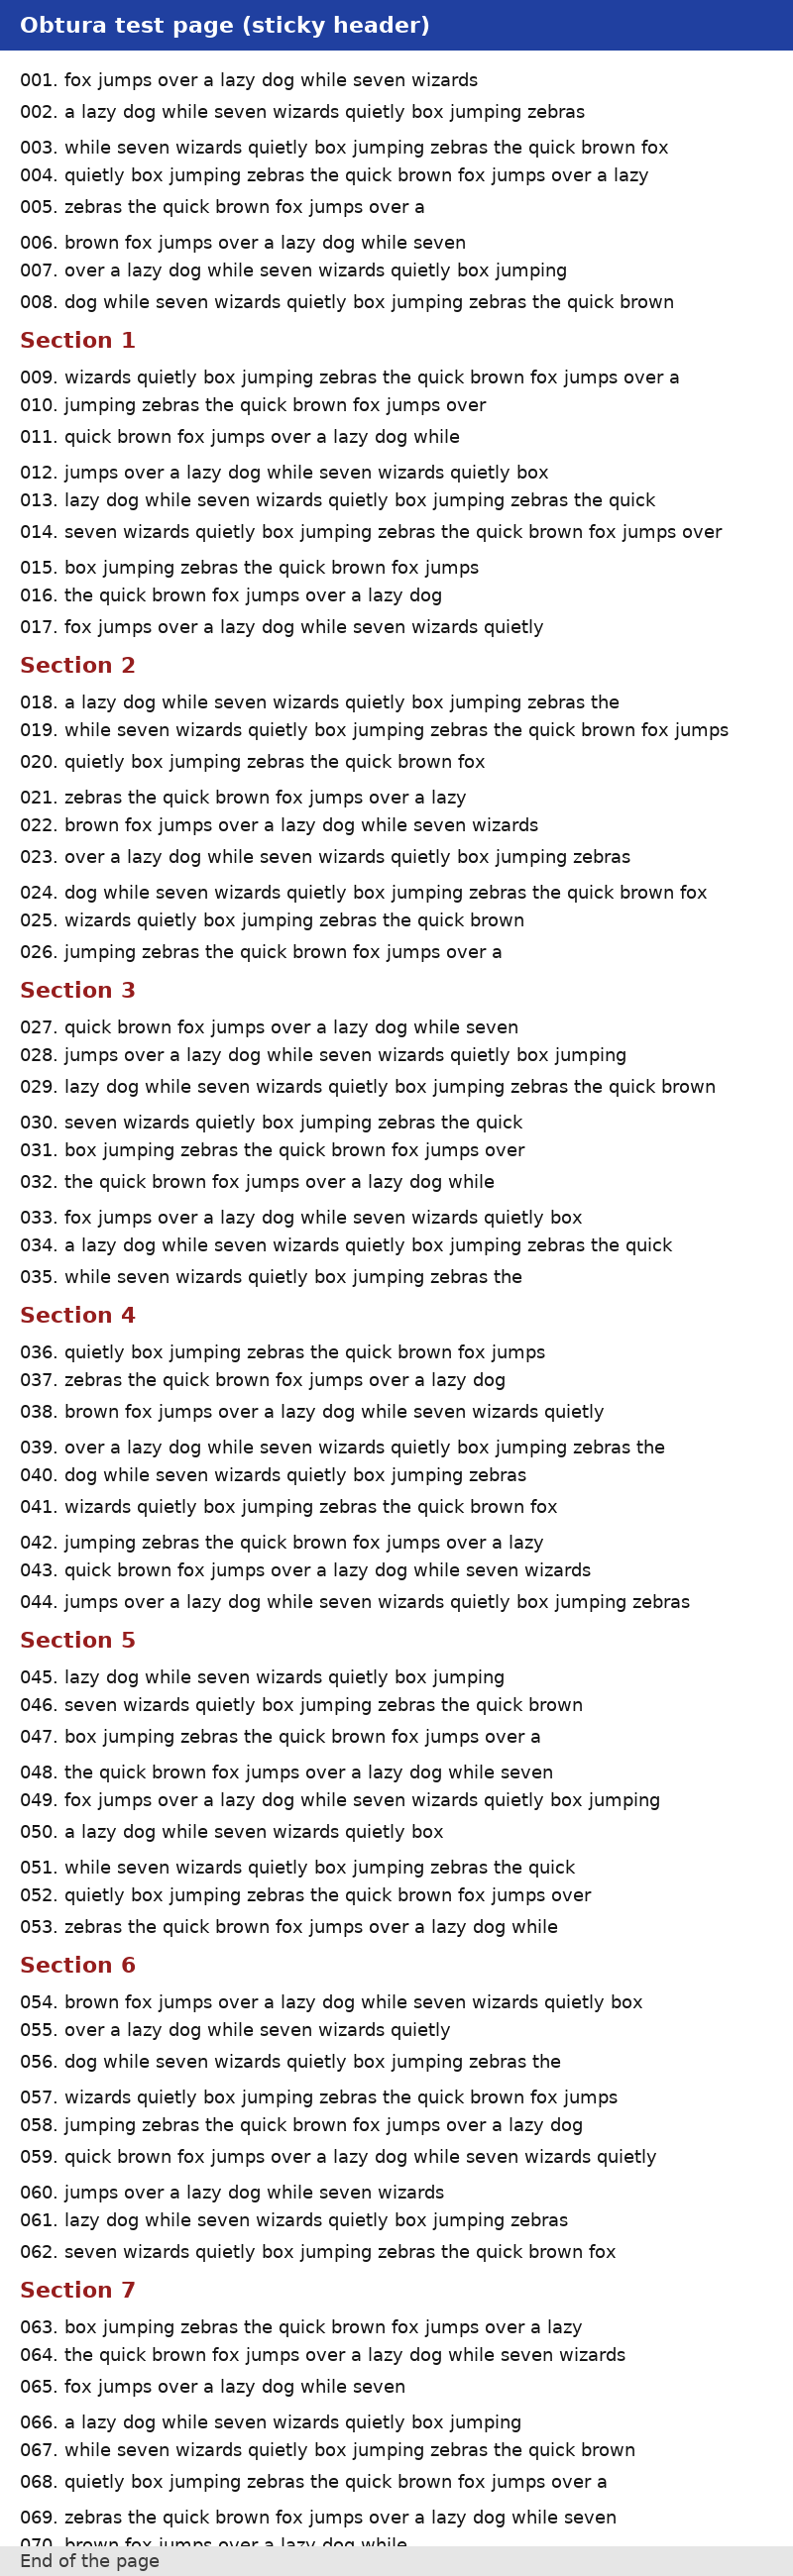 Obtura test page (sticky header)
001. fox jumps over a lazy dog while seven wizards
002. a lazy dog while seven wizards quietly box jumping zebras
003. while seven wizards quietly box jumping zebras the quick brown fox
004. quietly box jumping zebras the quick brown fox jumps over a lazy
005. zebras the quick brown fox jumps over a
006. brown fox jumps over a lazy dog while seven
007. over a lazy dog while seven wizards quietly box jumping
008. dog while seven wizards quietly box jumping zebras the quick brown
Section 1
009. wizards quietly box jumping zebras the quick brown fox jumps over a
010. jumping zebras the quick brown fox jumps over
011. quick brown fox jumps over a lazy dog while
012. jumps over a lazy dog while seven wizards quietly box
013. lazy dog while seven wizards quietly box jumping zebras the quick
014. seven wizards quietly box jumping zebras the quick brown fox jumps over
015. box jumping zebras the quick brown fox jumps
016. the quick brown fox jumps over a lazy dog
017. fox jumps over a lazy dog while seven wizards quietly
Section 2
018. a lazy dog while seven wizards quietly box jumping zebras the
019. while seven wizards quietly box jumping zebras the quick brown fox jumps
020. quietly box jumping zebras the quick brown fox
021. zebras the quick brown fox jumps over a lazy
022. brown fox jumps over a lazy dog while seven wizards
023. over a lazy dog while seven wizards quietly box jumping zebras
024. dog while seven wizards quietly box jumping zebras the quick brown fox
025. wizards quietly box jumping zebras the quick brown
026. jumping zebras the quick brown fox jumps over a
Section 3
027. quick brown fox jumps over a lazy dog while seven
028. jumps over a lazy dog while seven wizards quietly box jumping
029. lazy dog while seven wizards quietly box jumping zebras the quick brown
030. seven wizards quietly box jumping zebras the quick
031. box jumping zebras the quick brown fox jumps over
032. the quick brown fox jumps over a lazy dog while
033. fox jumps over a lazy dog while seven wizards quietly box
034. a lazy dog while seven wizards quietly box jumping zebras the quick
035. while seven wizards quietly box jumping zebras the
Section 4
036. quietly box jumping zebras the quick brown fox jumps
037. zebras the quick brown fox jumps over a lazy dog
038. brown fox jumps over a lazy dog while seven wizards quietly
039. over a lazy dog while seven wizards quietly box jumping zebras the
040. dog while seven wizards quietly box jumping zebras
041. wizards quietly box jumping zebras the quick brown fox
042. jumping zebras the quick brown fox jumps over a lazy
043. quick brown fox jumps over a lazy dog while seven wizards
044. jumps over a lazy dog while seven wizards quietly box jumping zebras
Section 5
045. lazy dog while seven wizards quietly box jumping
046. seven wizards quietly box jumping zebras the quick brown
047. box jumping zebras the quick brown fox jumps over a
048. the quick brown fox jumps over a lazy dog while seven
049. fox jumps over a lazy dog while seven wizards quietly box jumping
050. a lazy dog while seven wizards quietly box
051. while seven wizards quietly box jumping zebras the quick
052. quietly box jumping zebras the quick brown fox jumps over
053. zebras the quick brown fox jumps over a lazy dog while
Section 6
054. brown fox jumps over a lazy dog while seven wizards quietly box
055. over a lazy dog while seven wizards quietly
056. dog while seven wizards quietly box jumping zebras the
057. wizards quietly box jumping zebras the quick brown fox jumps
058. jumping zebras the quick brown fox jumps over a lazy dog
059. quick brown fox jumps over a lazy dog while seven wizards quietly
060. jumps over a lazy dog while seven wizards
061. lazy dog while seven wizards quietly box jumping zebras
062. seven wizards quietly box jumping zebras the quick brown fox
Section 7
063. box jumping zebras the quick brown fox jumps over a lazy
064. the quick brown fox jumps over a lazy dog while seven wizards
065. fox jumps over a lazy dog while seven
066. a lazy dog while seven wizards quietly box jumping
067. while seven wizards quietly box jumping zebras the quick brown
068. quietly box jumping zebras the quick brown fox jumps over a
069. zebras the quick brown fox jumps over a lazy dog while seven
070. brown fox jumps over a lazy dog while
End of the page